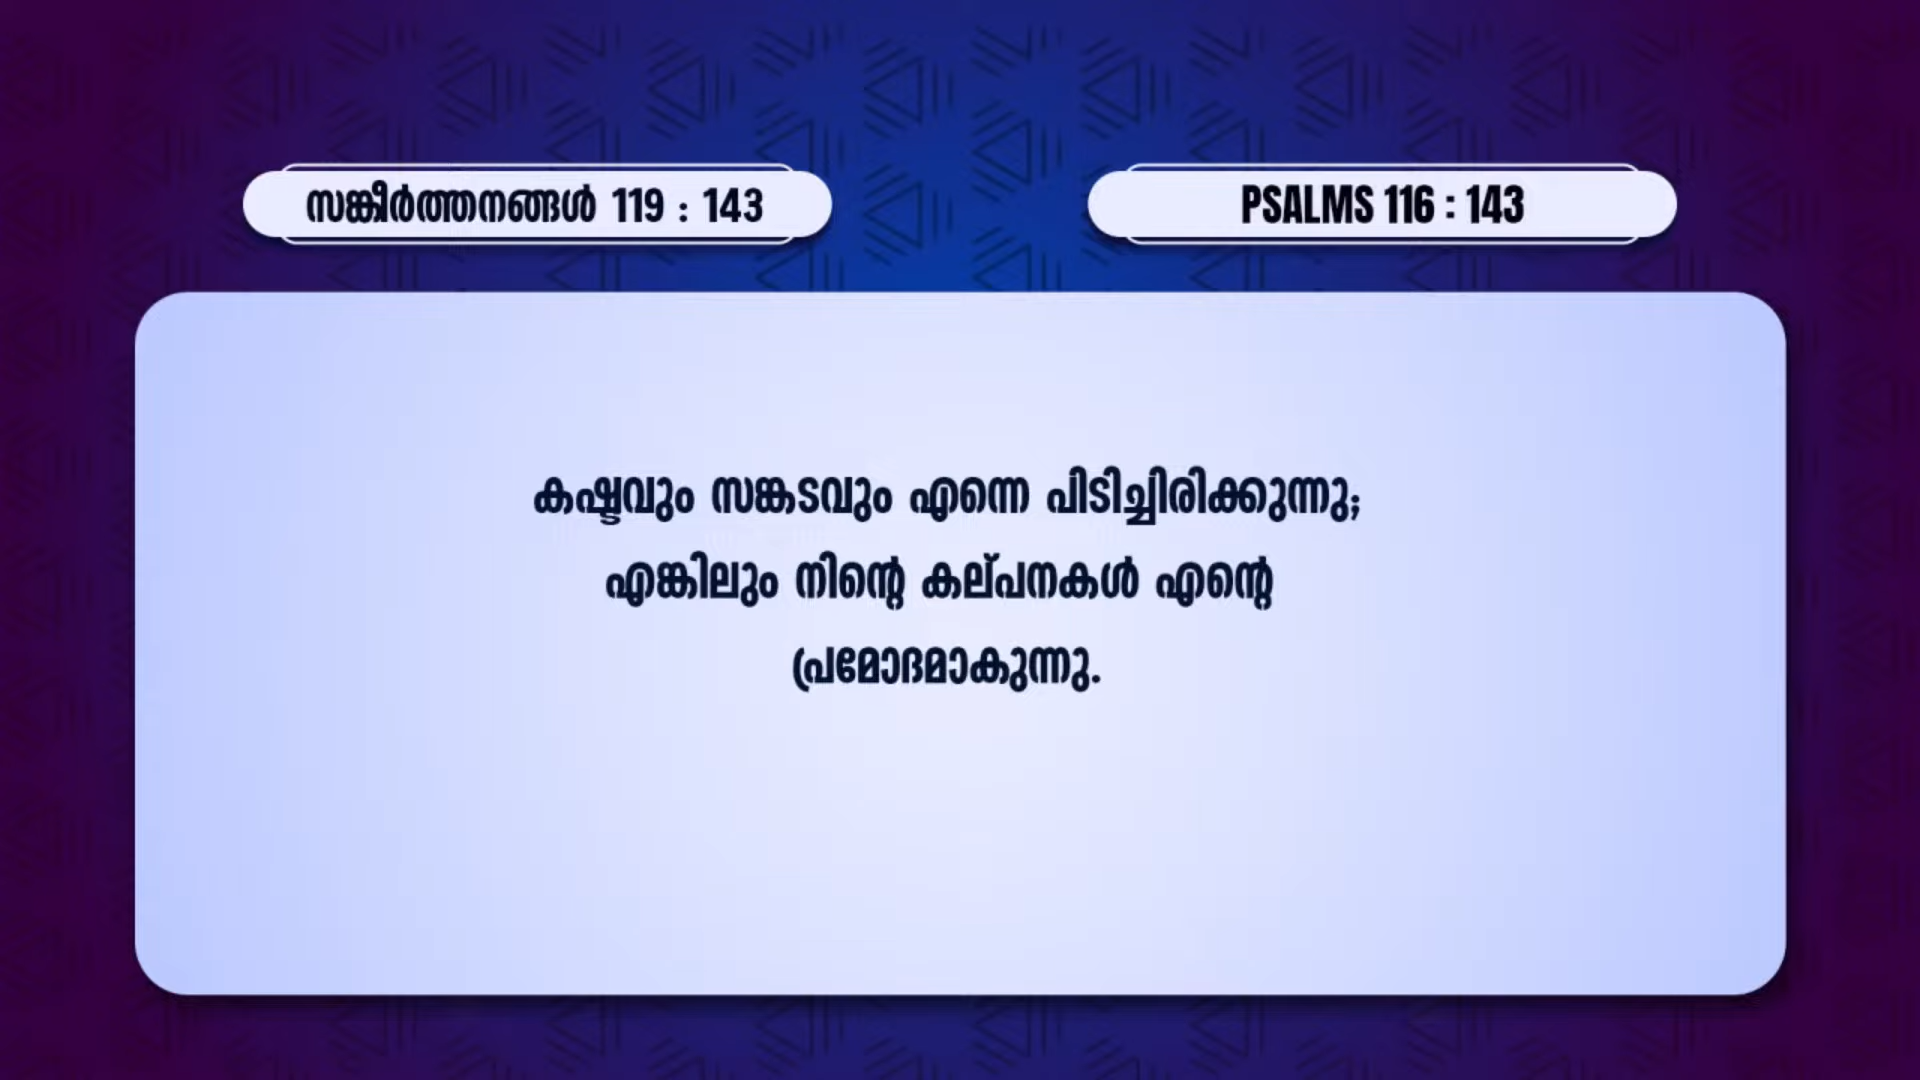 സങ്കീർത്തനങ്ങൾ 119 : 143
PSALMS 116 : 143
കഷ്ടവും സങ്കടവും എന്നെ പിടിച്ചിരിക്കുന്നു;
എങ്കിലും നിന്റെ കല്പനകൾ എന്റെ
പ്രമോദമാകുന്നു.